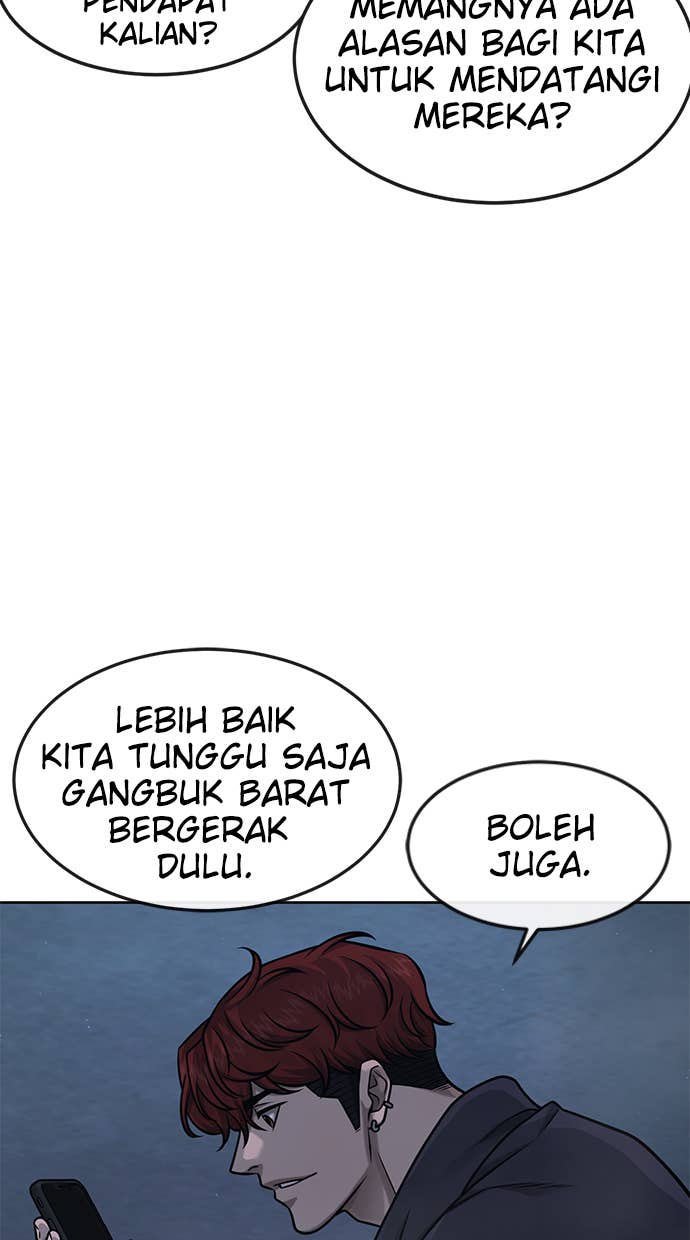 PENDAPAT
KALIAN?
MEMANGNYA ADA
ALASAN BAGI KITA
UNTUK MENDATANGI
MEREKA?
LEBIH BAIK
KITA TUNGGU SAJA
GANGBUK BARAT
BERGERAK
DULU.
BOLEH
JUGA.